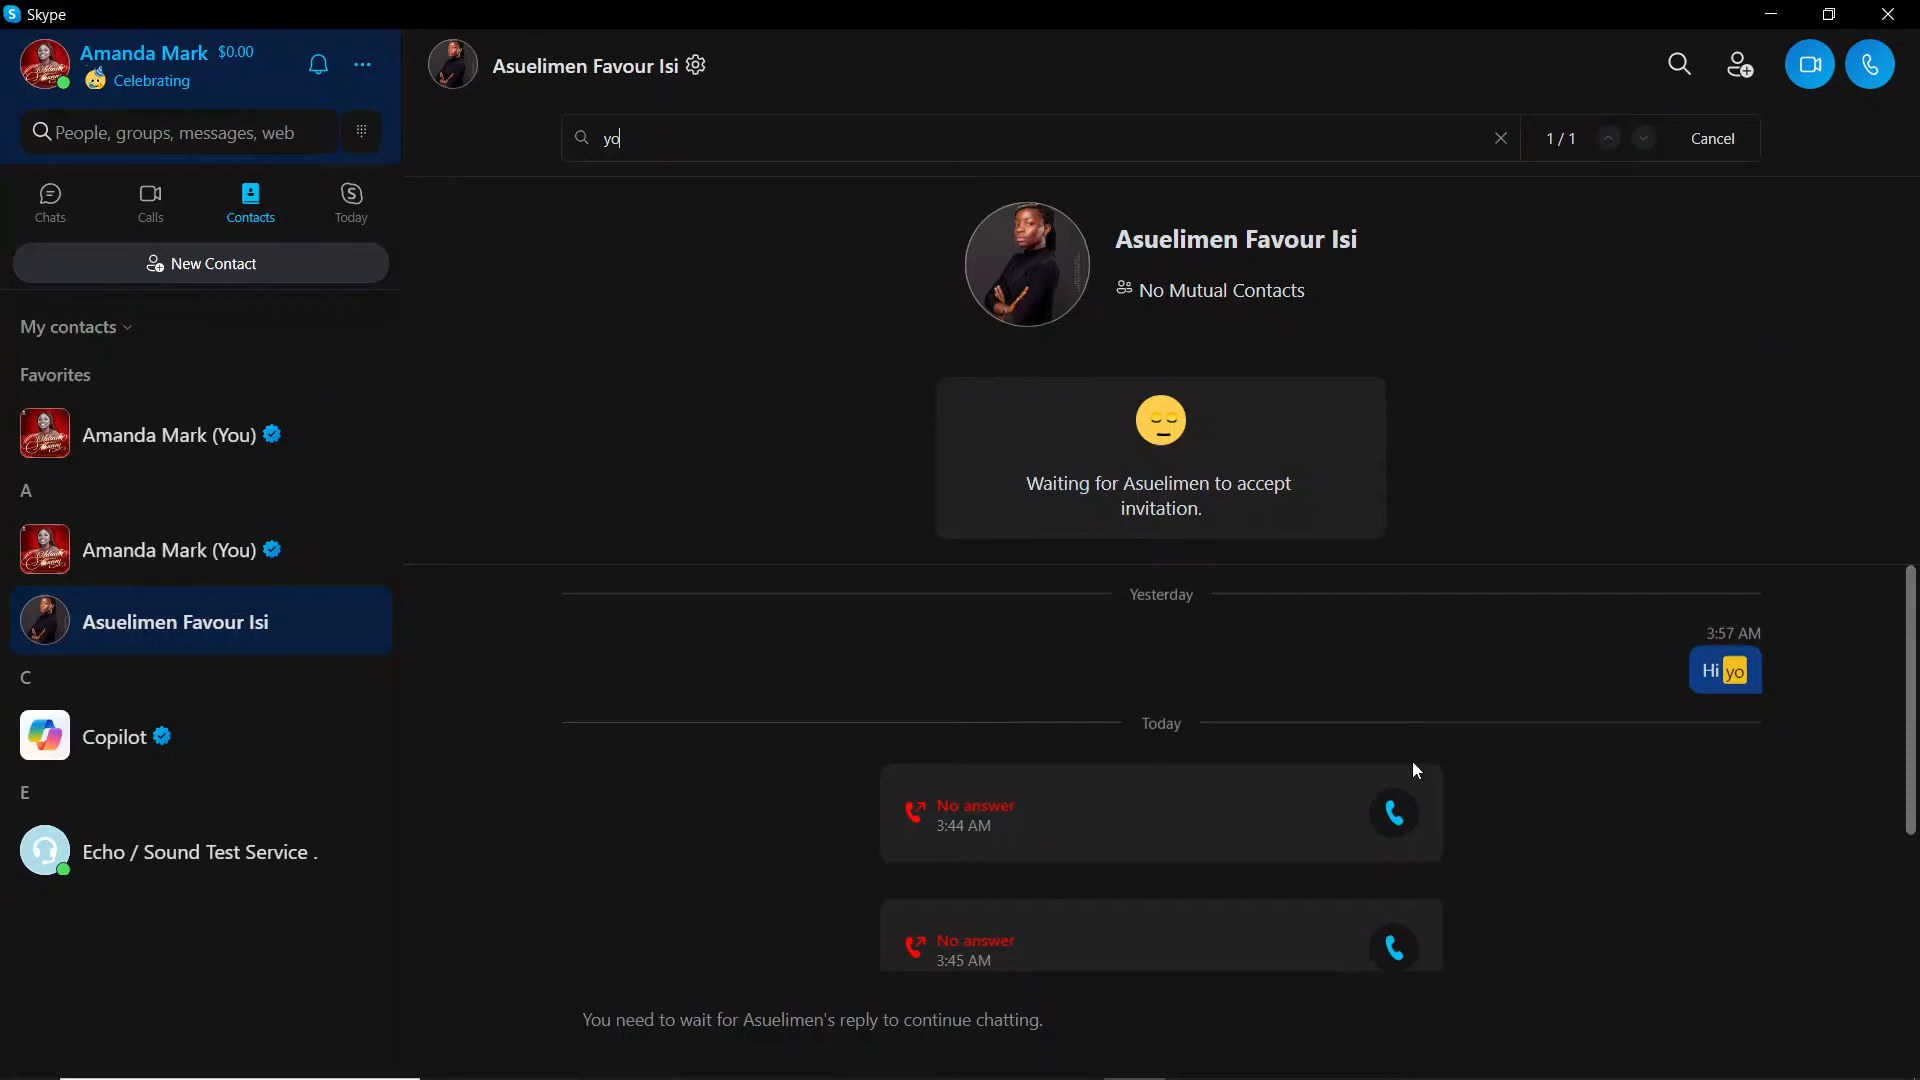 Skype
Amanda Mark $0.00
Celebrating
People, groups, messages, web
Chats
Calls
Contacts
Today
New Contact
My contacts
Favorites
Amanda Mark (You)
A
Amanda Mark (You)
Asuelimen Favour Isi
C
Copilot
E
Echo / Sound Test Service .
Asuelimen Favour Isi
yo
1/1
Cancel
Asuelimen Favour Isi
No Mutual Contacts
Waiting for Asuelimen to accept
invitation.
Yesterday
3:57 AM
Hi yo
Today
No answer
3:44 AM
No answer
3:45 AM
You need to wait for Asuelimen's reply to continue chatting.